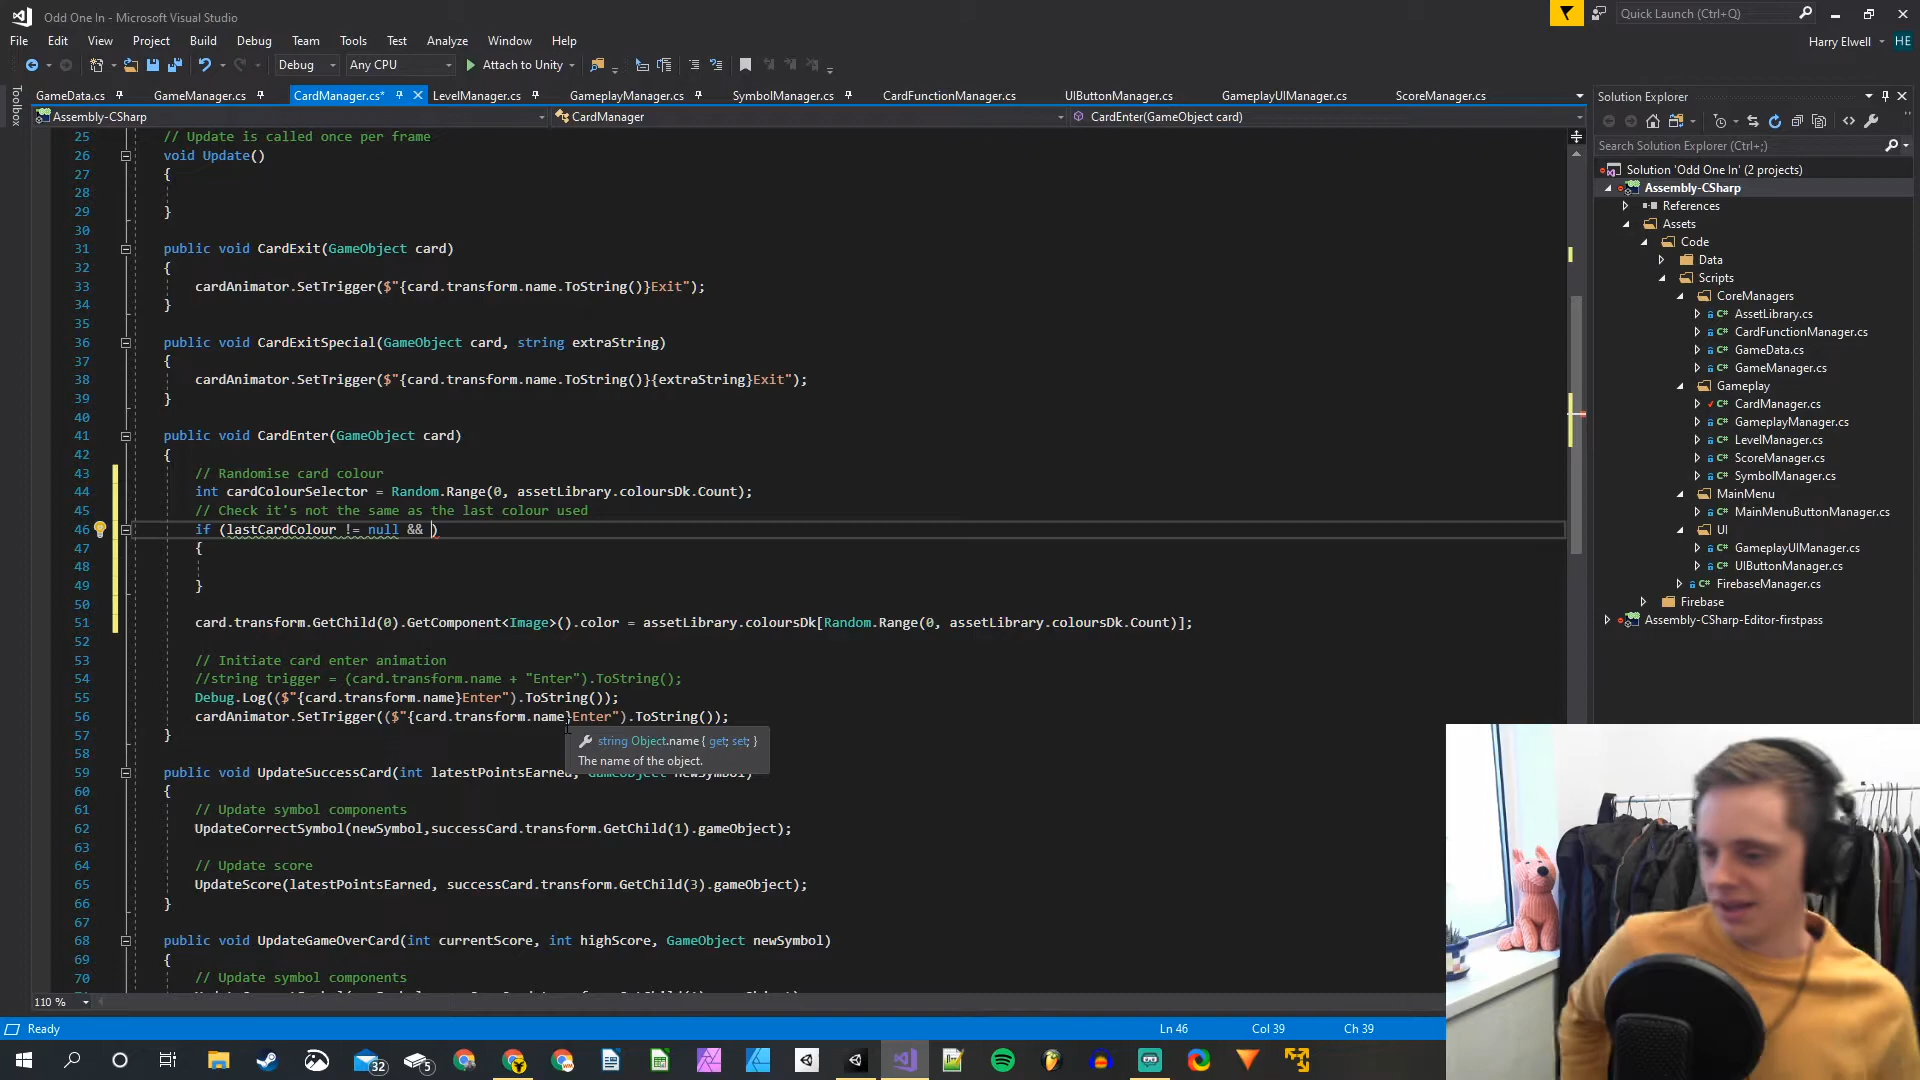 Odd One In - Microsoft Visual Studio
Quick Launch (Ctrl+Q)
File Edit View Project Build Debug Team Tools Test Analyze Window Help
Harry Elwell HE
Debug Any CPU Attach to Unity
Toolbox
GameData.cs GameManager.cs CardManager.cs* LevelManager.cs GameplayManager.cs SymbolManager.cs CardFunctionManager.cs UIButtonManager.cs GameplayUIManager.cs ScoreManager.cs
Assembly-CSharp CardManager CardEnter(GameObject card)
25 // Update is called once per frame
26 void Update()
27 {
28
29 }
30
31 public void CardExit(GameObject card)
32 {
33 cardAnimator.SetTrigger($"{card.transform.name.ToString()}Exit");
34 }
35
36 public void CardExitSpecial(GameObject card, string extraString)
37 {
38 cardAnimator.SetTrigger($"{card.transform.name.ToString()}{extraString}Exit");
39 }
40
41 public void CardEnter(GameObject card)
42 {
43 // Randomise card colour
44 int cardColourSelector = Random.Range(0, assetLibrary.coloursDk.Count);
45 // Check it's not the same as the last colour used
46 if (lastCardColour != null && )
47 {
48
49 }
50
51 card.transform.GetChild(0).GetComponent<Image>().color = assetLibrary.coloursDk[Random.Range(0, assetLibrary.coloursDk.Count)];
52
53 // Initiate card enter animation
54 //string trigger = (card.transform.name + "Enter").ToString();
55 Debug.Log(($"{card.transform.name}Enter").ToString());
56 cardAnimator.SetTrigger(($"{card.transform.name}Enter").ToString());
57 }
string Object.name { get; set; }
The name of the object.
58
59 public void UpdateSuccessCard(int latestPointsEarned, GameObject newSymbol)
60 {
61 // Update symbol components
62 UpdateCorrectSymbol(newSymbol,successCard.transform.GetChild(1).gameObject);
63
64 // Update score
65 UpdateScore(latestPointsEarned, successCard.transform.GetChild(3).gameObject);
66 }
67
68 public void UpdateGameOverCard(int currentScore, int highScore, GameObject newSymbol)
69 {
70 // Update symbol components
110 %
Ready Ln 46 Col 39 Ch 39
32 5
Solution Explorer
Search Solution Explorer (Ctrl+;)
Solution 'Odd One In' (2 projects)
Assembly-CSharp
References
Assets
Code
Data
Scripts
CoreManagers
AssetLibrary.cs
CardFunctionManager.cs
GameData.cs
GameManager.cs
Gameplay
CardManager.cs
GameplayManager.cs
LevelManager.cs
ScoreManager.cs
SymbolManager.cs
MainMenu
MainMenuButtonManager.cs
UI
GameplayUIManager.cs
UIButtonManager.cs
FirebaseManager.cs
Firebase
Assembly-CSharp-Editor-firstpass